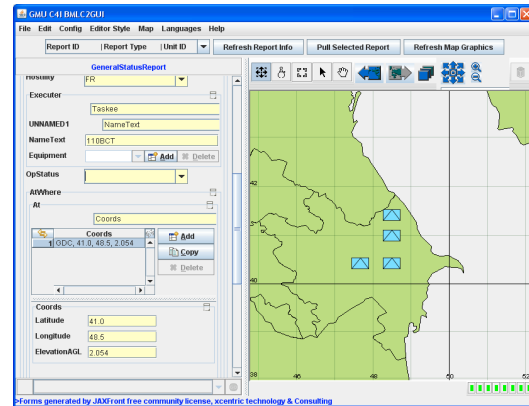 GMU C4I BMLC2GUI
File Edit Config Editor Style Map Languages Help
Report ID |Report Type |Unit ID Refresh Report Info Pull Selected Report Refresh Map Graphics
GeneralStatusReport
Hostility FR
Executer
Taskee
UNNAMED1 NameText
NameText 110BCT
Equipment Add Delete
OpStatus
AtWhere
At
Coords
Coords
1 GDC, 41.0, 48.5, 2.054
Add
Copy
Delete
Coords
Latitude 41.0
Longitude 48.5
ElevationAGL 2.054
42
40
38 46 48 50 52
>Forms generated by JAXFront free community license, xcentric technology & Consulting